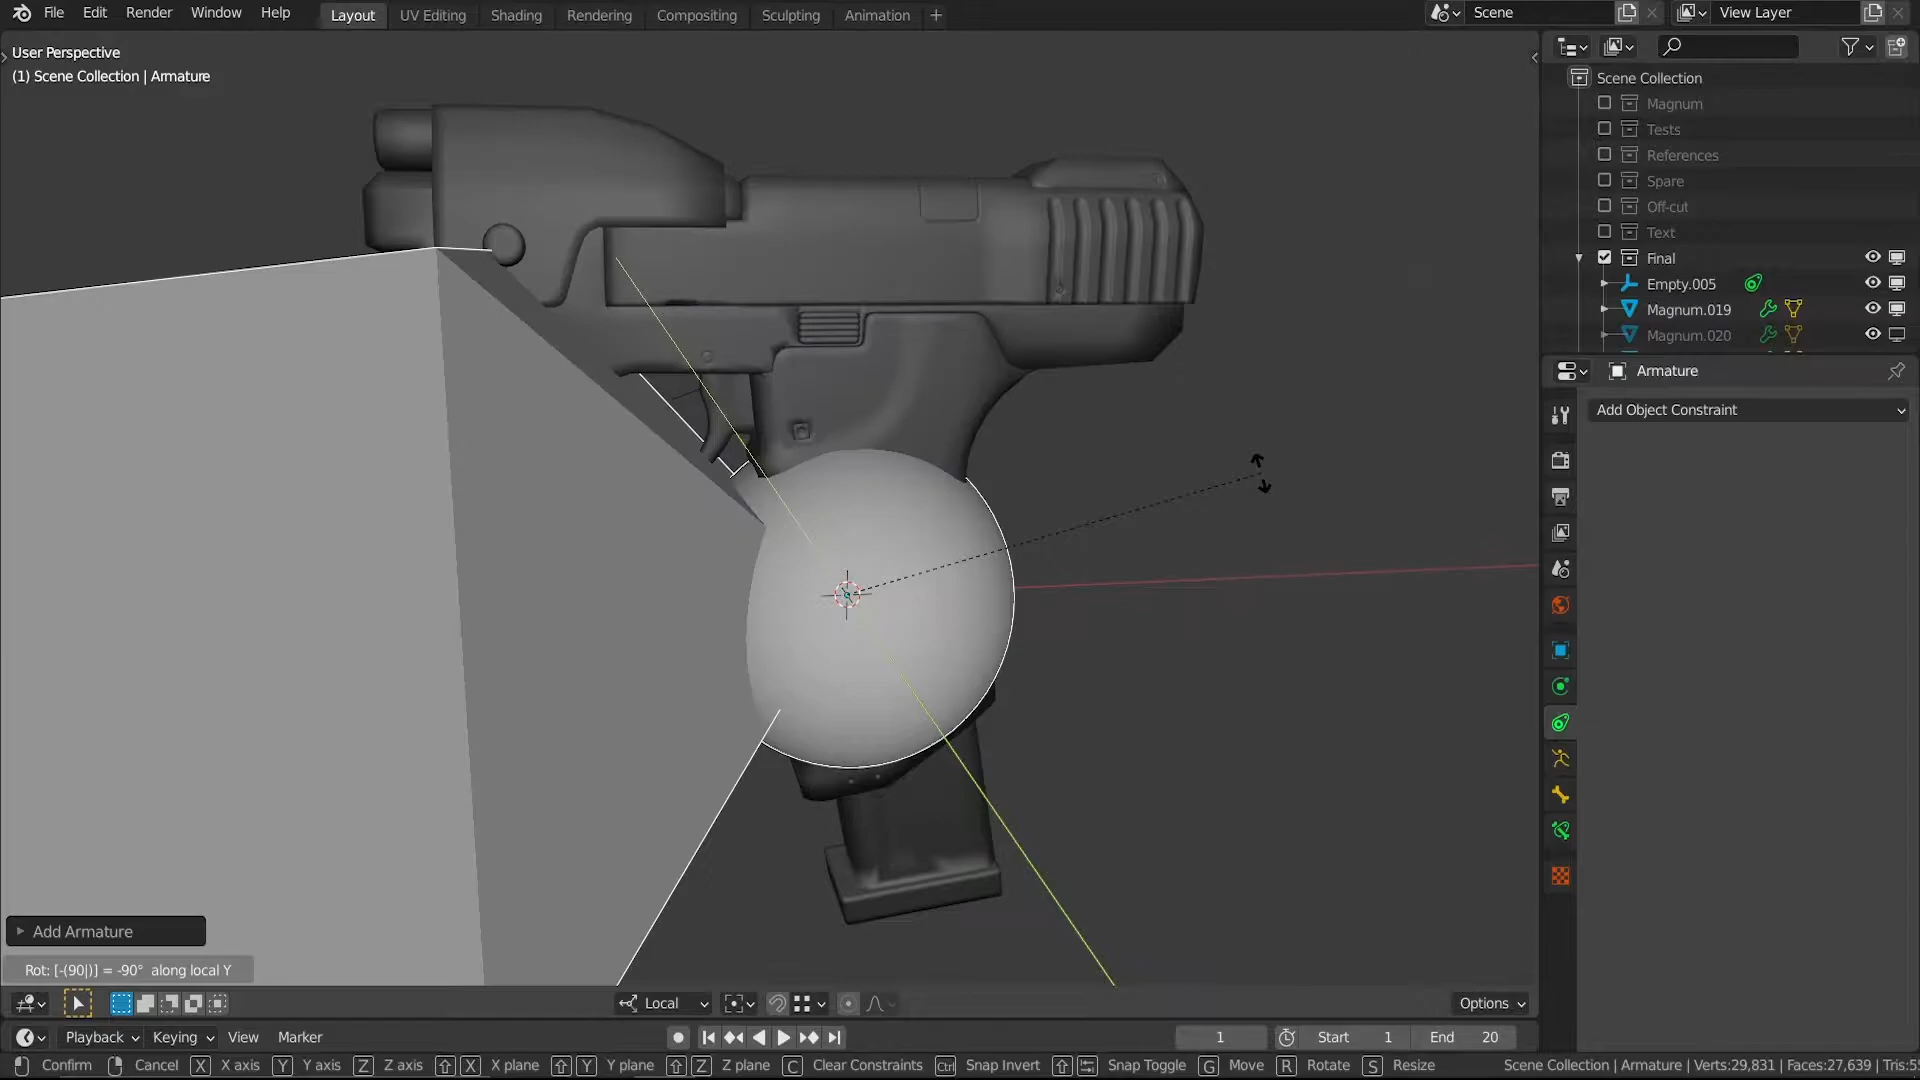 File Edit Render Window Help Layout UV Editing Shading Rendering Compositing Sculpting Animation + Scene View Layer
User Perspective
(1) Scene Collection | Armature
Scene Collection
Magnum
Tests
References
Spare
Off-cut
Text
Final
Empty.005
Magnum.019
Magnum.020
Armature
Add Object Constraint
Add Armature
Rot: [-(90|)] = -90° along local Y
Local Options
Playback Keying View Marker 1 Start 1 End 20
Confirm Cancel X X axis Y Y axis Z Z axis X X plane Y Y plane Z Z plane C Clear Constraints Ctrl Snap Invert Snap Toggle G Move R Rotate S Resize Scene Collection | Armature | Verts:29,831 | Faces:27,639 | Tris:5